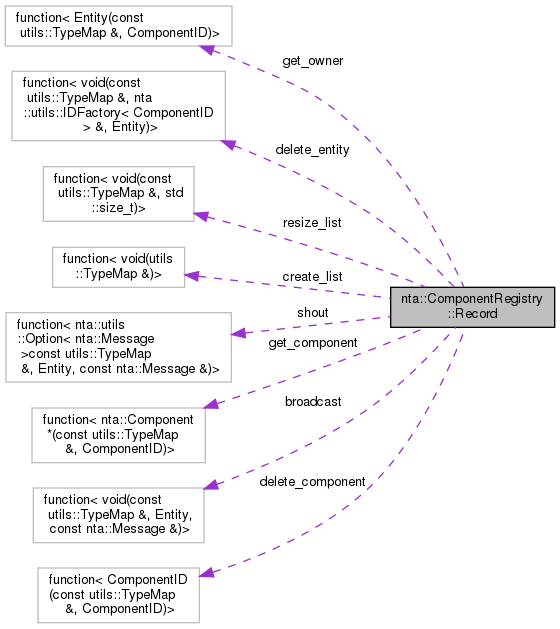 function< Entity(const
utils::TypeMap &, ComponentID)>
get_owner
function< void(const
utils::TypeMap &, nta
::utils::IDFactory< ComponentID
> &, Entity)>
delete_entity
function< void(const
utils::TypeMap &, std
::size_t)>
resize_list
function< void(utils
::TypeMap &)>
create_list
nta::ComponentRegistry
::Record
shout
function< nta::utils
::Option< nta::Message
>const utils::TypeMap
&, Entity, const nta::Message &)>
get_component
function< nta::Component
*(const utils::TypeMap
&, ComponentID)>
broadcast
function< void(const
utils::TypeMap &, Entity,
const nta::Message &)>
delete_component
function< ComponentID
(const utils::TypeMap
&, ComponentID)>